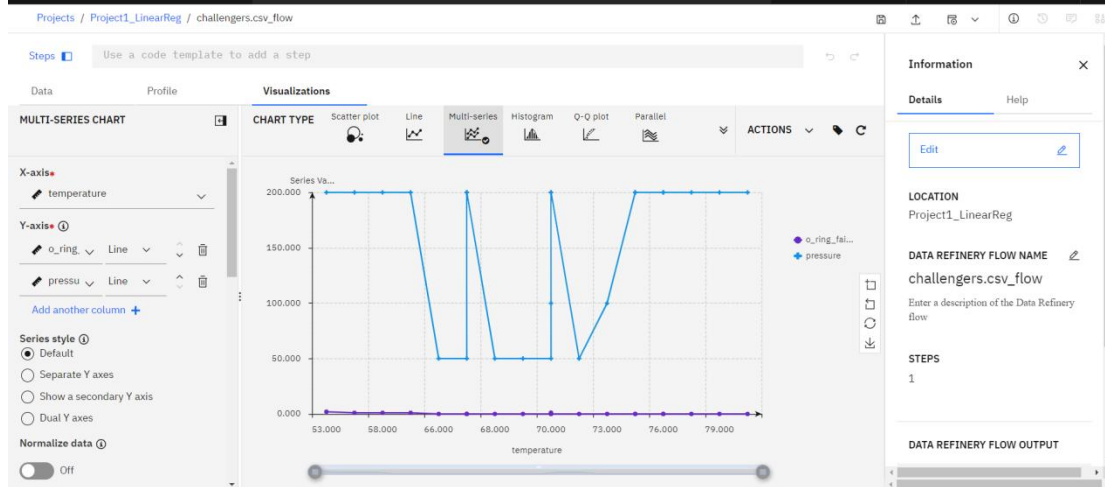 Projects / Project1_LinearReg / challengers.csv_flow
Steps
Use a code template to add a step
Data
Profile
Visualizations
MULTI-SERIES CHART
X-axis•
temperature
Y-axis•
o_ring_
Line
pressu
Line
Add another column +
Series style
Default
Separate Y axes
Show a secondary Y axis
Dual Y axes
Normalize data
Off
CHART TYPE
Scatter plot
Line
Multi-series
Histogram
Q-Q plot
Parallel
ACTIONS
Series Va...
200.000
150.000
100.000
50.000
0.000
53.000 58.000 66.000 68.000 70.000 73.000 76.000 79.000
temperature
o_ring_fai...
pressure
Information
Details
Help
Edit
LOCATION
Project1_LinearReg
DATA REFINERY FLOW NAME
challengers.csv_flow
Enter a description of the Data Refinery
flow
STEPS
1
DATA REFINERY FLOW OUTPUT